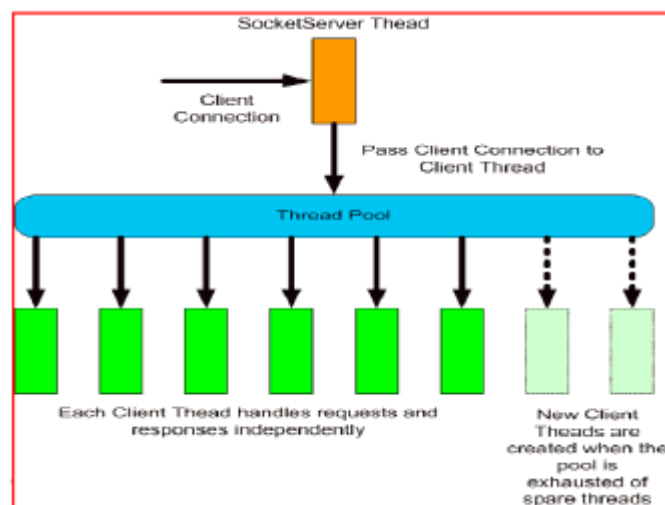 SocketServer Thead
Client
Connection
Pass Client Connection to
Client Thread
Thread Pool
Each Client Thead handles requests and
responses independently
New Client
Theads are
created when the
pool is
exhausted of
spare threads